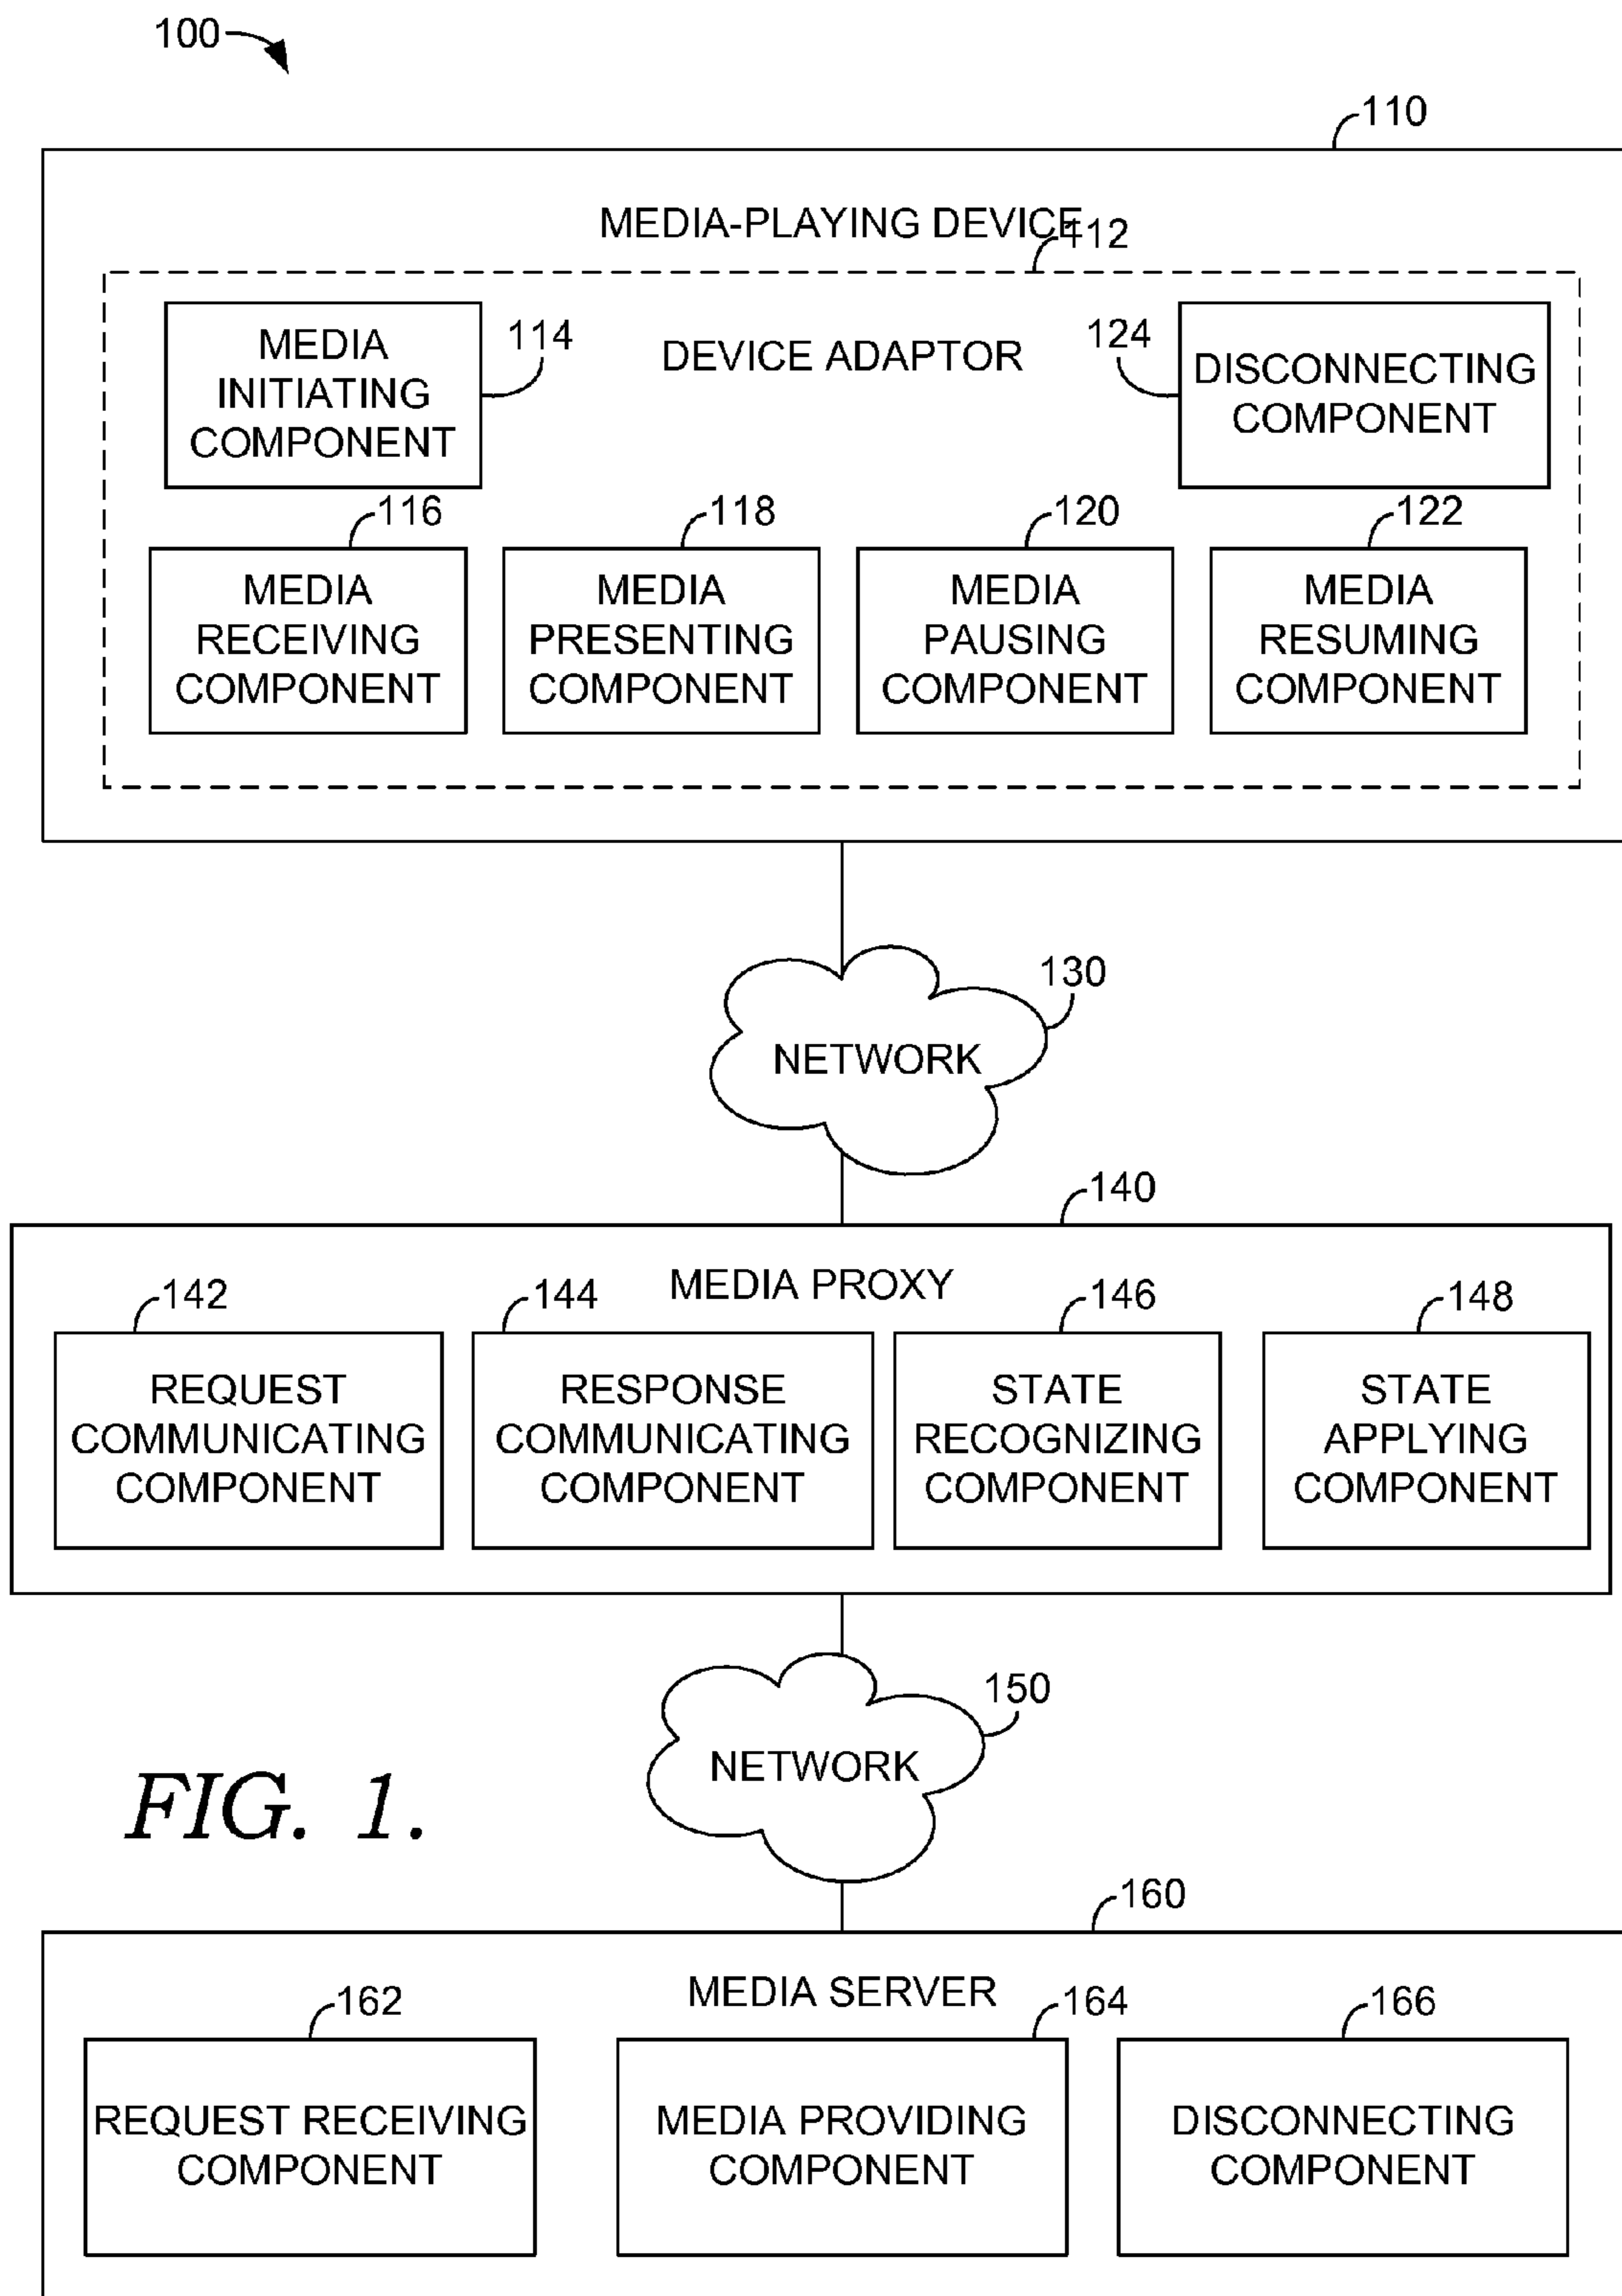 100
110
MEDIA-PLAYING DEVICE
112
MEDIA
INITIATING
COMPONENT
114
DEVICE ADAPTOR
124
DISCONNECTING
COMPONENT
116
118
120
122
MEDIA
RECEIVING
COMPONENT
MEDIA
PRESENTING
COMPONENT
MEDIA
PAUSING
COMPONENT
MEDIA
RESUMING
COMPONENT
130
NETWORK
140
MEDIA PROXY
142
144
146
148
REQUEST
COMMUNICATING
COMPONENT
RESPONSE
COMMUNICATING
COMPONENT
STATE
RECOGNIZING
COMPONENT
STATE
APPLYING
COMPONENT
150
NETWORK
FIG. 1.
160
MEDIA SERVER
162
164
166
REQUEST RECEIVING
COMPONENT
MEDIA PROVIDING
COMPONENT
DISCONNECTING
COMPONENT